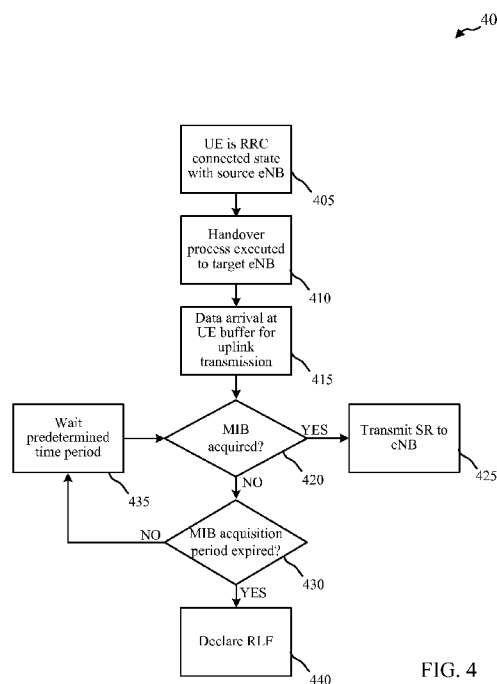 40
UE is RRC
connected state
with source eNB
405
Handover
process executed
to target eNB
410
Data arrival at
UE buffer for
uplink
transmission
415
Wait
predetermined
time period
435
MIB
acquired?
YES
420
Transmit SR to
eNB
425
NO
NO
MIB acquisition
period expired?
430
YES
Declare RLF
440
FIG. 4